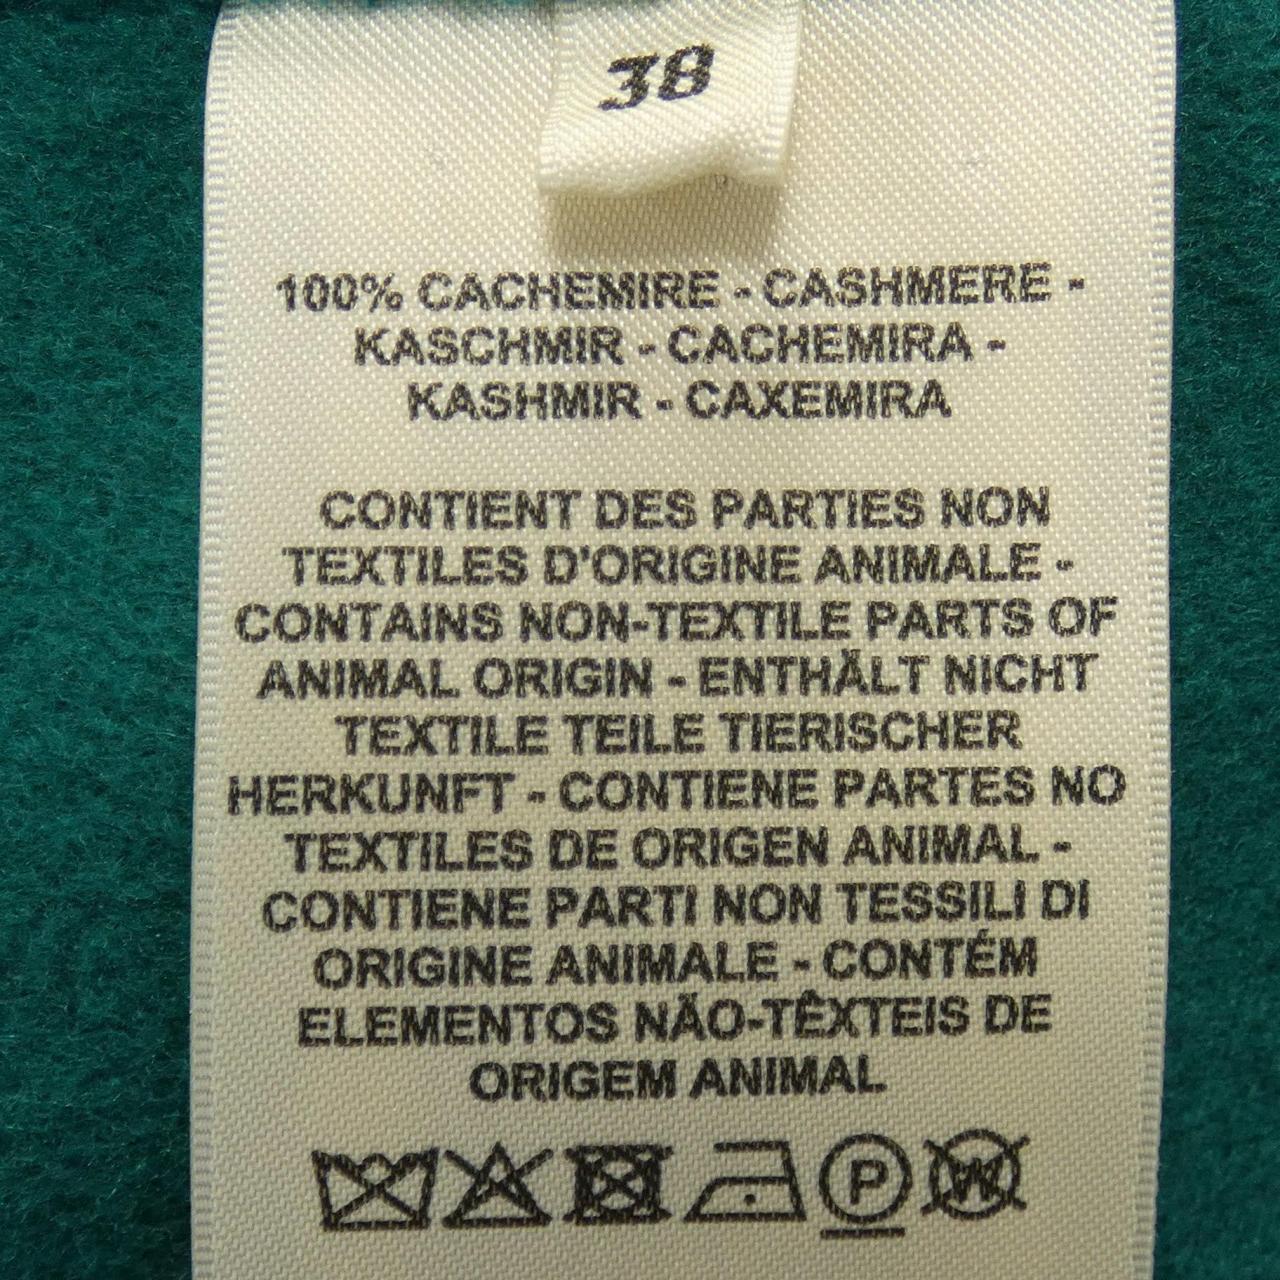 38
100% CACHEMIRE - CASHMERE -
KASCHMIR - CACHEMIRA -
KASHMIR - CAXEMIRA
CONTIENT DES PARTIES NON
TEXTILES D'ORIGINE ANIMALE -
CONTAINS NON-TEXTILE PARTS OF
ANIMAL ORIGIN - ENTHÄLT NICHT
TEXTILE TEILE TIERISCHER
HERKUNFT - CONTIENE PARTES NO
TEXTILES DE ORIGEN ANIMAL -
CONTIENE PARTI NON TESSILI DI
ORIGINE ANIMALE - CONTÉM
ELEMENTOS NÃO-TÊXTEIS DE
ORIGEM ANIMAL
P W